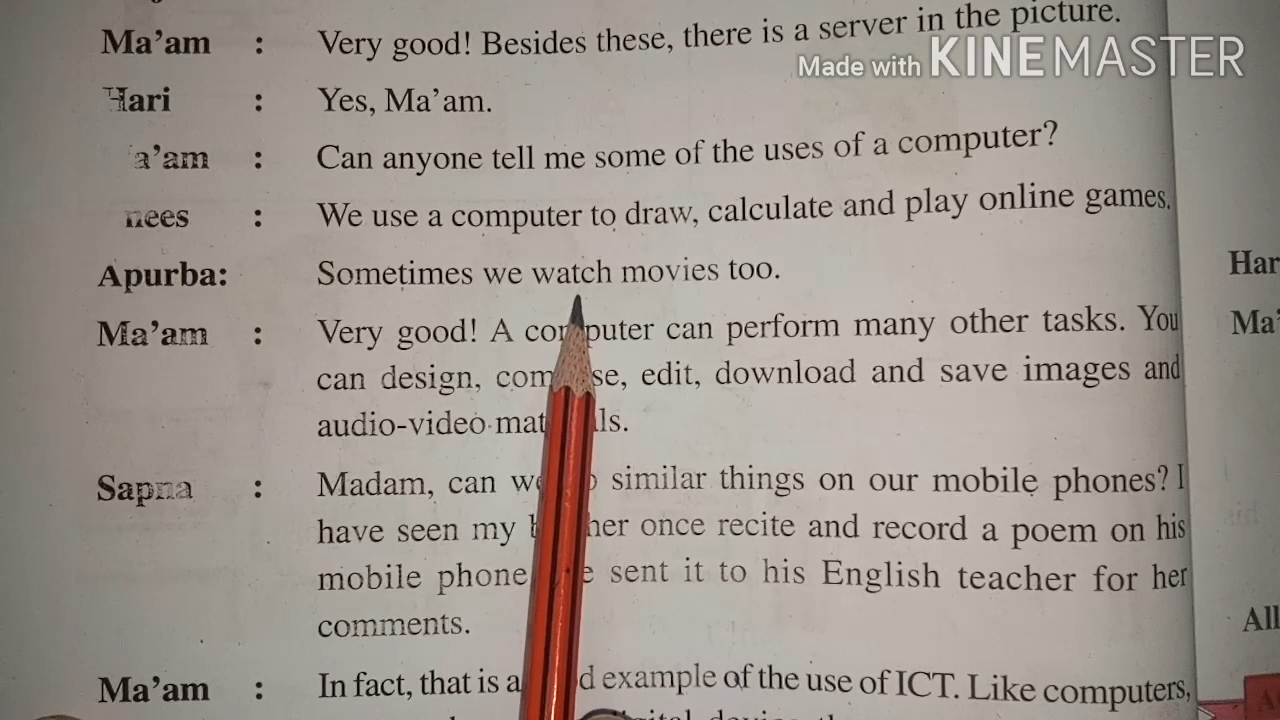 Ma'am : Very good! Besides these, there is a server in the picture.
Made with KINEMASTER
Hari : Yes, Ma'am.
a'am : Can anyone tell me some of the uses of a computer?
nees : We use a computer to draw, calculate and play online games.
Apurba: Sometimes we watch movies too.
Ma'am : Very good! A computer can perform many other tasks. You
can design, com se, edit, download and save images and
audio-video mat ls.
Sapna : Madam, can we similar things on our mobile phones? I
have seen my b her once recite and record a poem on his
mobile phone e sent it to his English teacher for her
comments.
Ma'am : In fact, that is a d example of the use of ICT. Like computers,
Har
Ma'
All